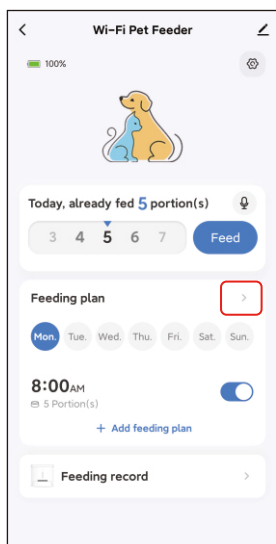 Wi-Fi Pet Feeder
100%
Today, already fed 5 portion(s)
3 4 5 6 7 Feed
Feeding plan
Mon. Tue. Wed. Thu. Fri. Sat. Sun.
8:00AM
5 Portion(s)
+ Add feeding plan
Feeding record